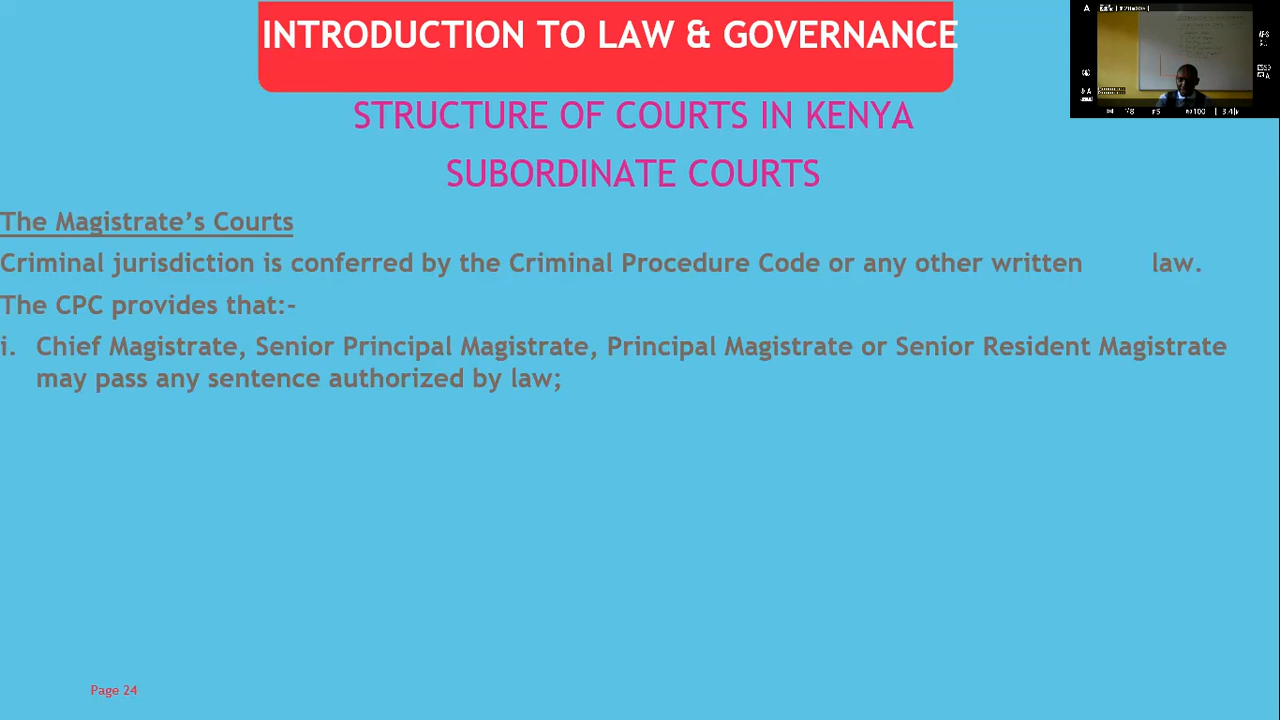 INTRODUCTION TO LAW & GOVERNANCE
STRUCTURE OF COURTS IN KENYA
SUBORDINATE COURTS
The Magistrate’s Courts
Criminal jurisdiction is conferred by the Criminal Procedure Code or any other written law.
The CPC provides that:-
i. Chief Magistrate, Senior Principal Magistrate, Principal Magistrate or Senior Resident Magistrate
may pass any sentence authorized by law;
Page 24